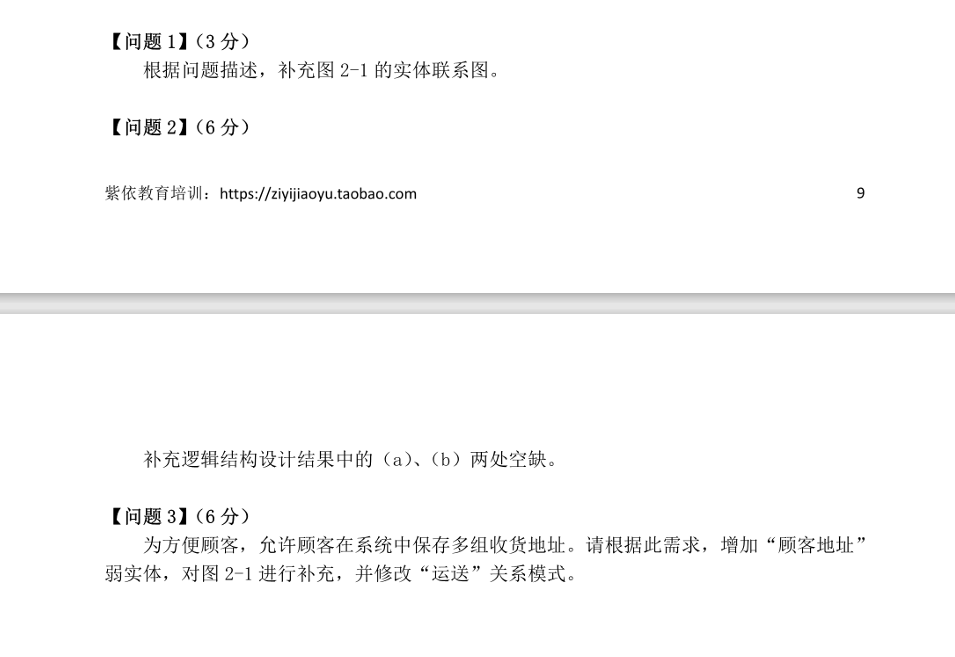 【问题 1】（3 分）
根据问题描述，补充图 2-1 的实体联系图。
【问题 2】（6 分）
紫依教育培训：https://ziyijiaoyu.taobao.com 9
补充逻辑结构设计结果中的（a）、（b）两处空缺。
【问题 3】（6 分）
为方便顾客，允许顾客在系统中保存多组收货地址。请根据此需求，增加“顾客地址”
弱实体，对图 2-1 进行补充，并修改“运送”关系模式。